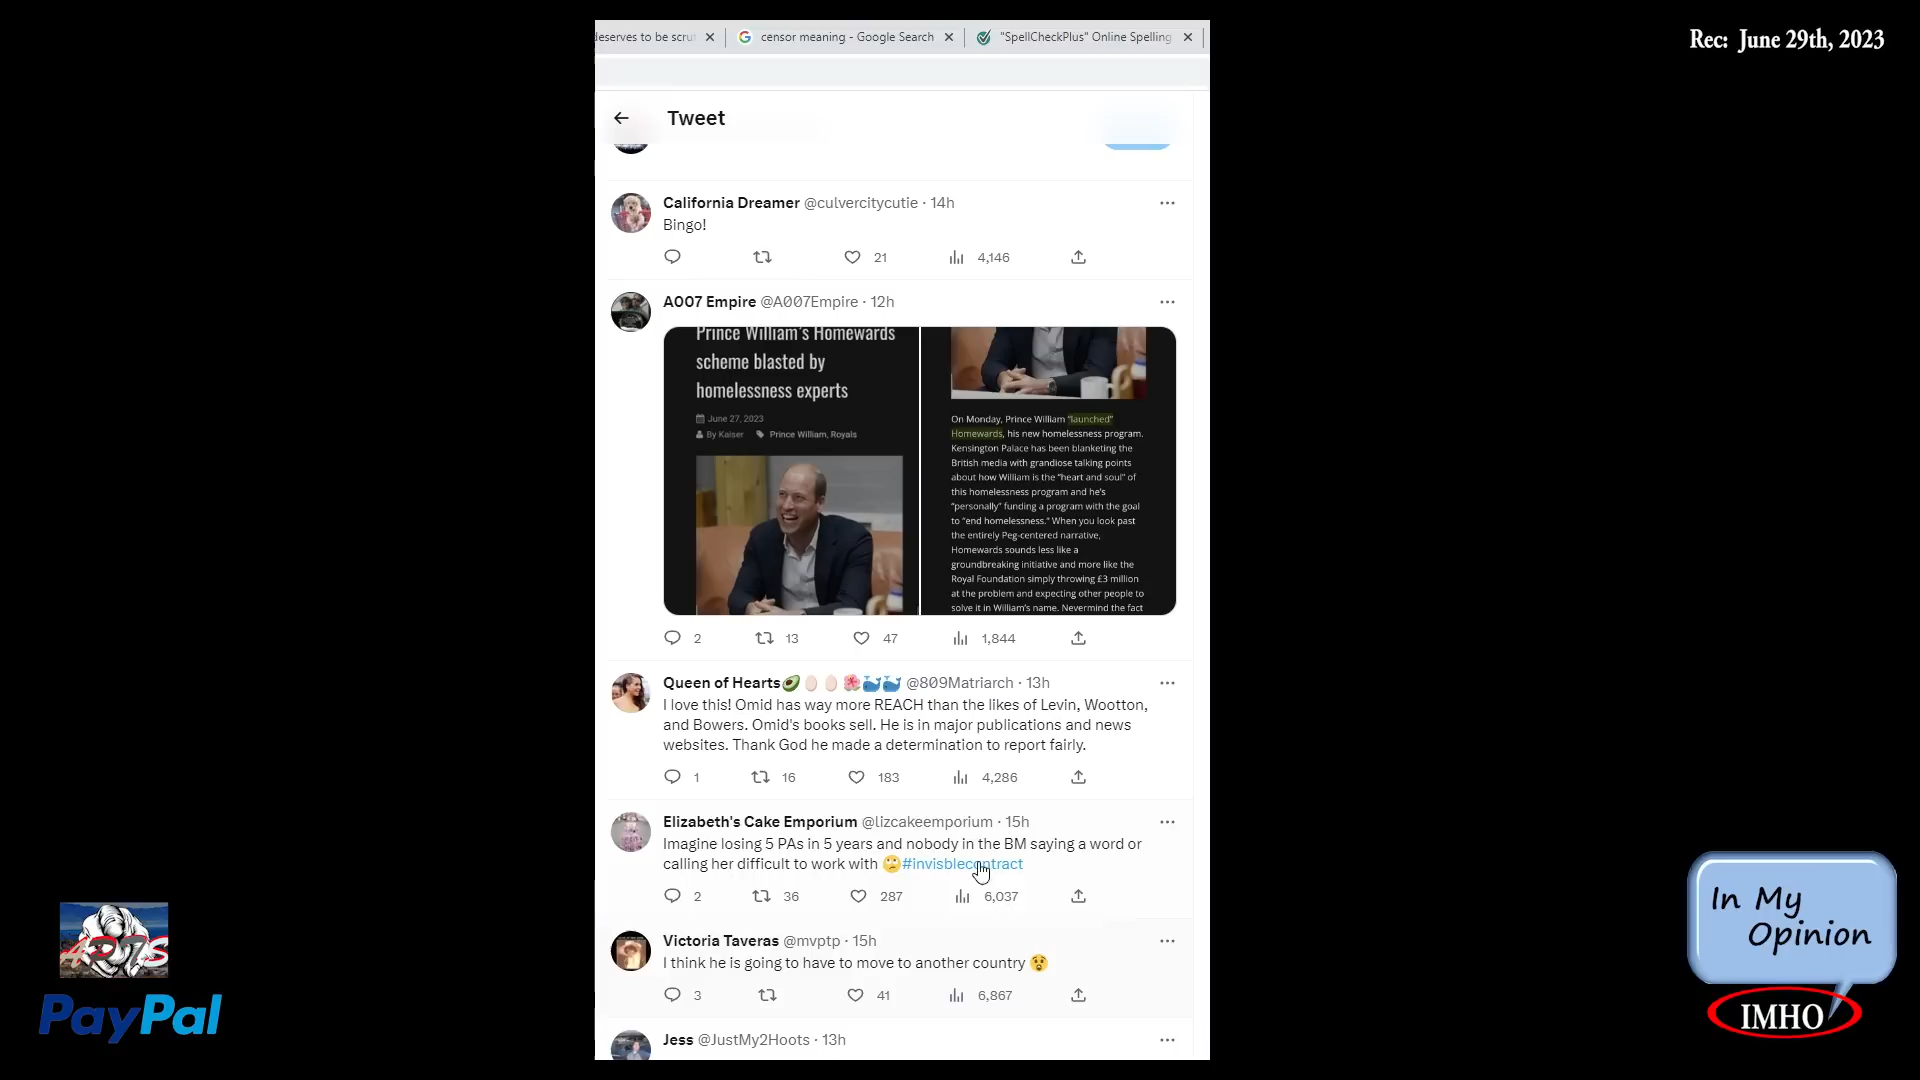 deserves to be scru
censor meaning - Google Search
"SpellCheckPlus" Online Spelling
Rec: June 29th, 2023
Tweet
California Dreamer @culvercitycutie · 14h
Bingo!
21 4,146
A007 Empire @A007Empire · 12h
Prince William's Homewards
scheme blasted by
homelessness experts
June 27, 2023
By Kaiser Prince William, Royals
On Monday, Prince William "launched"
Homewards, his new homelessness program.
Kensington Palace has been blanketing the
British media with grandiose talking points
about how William is the "heart and soul" of
this homelessness program and he's
"personally" funding a program with the goal
to "end homelessness." When you look past
the entirely Peg-centered narrative,
Homewards sounds less like a
groundbreaking initiative and more like the
Royal Foundation simply throwing £3 million
at the problem and expecting other people to
solve it in William's name. Nevermind the fact
2 13 47 1,844
Queen of Hearts🥑🥚🥚🌺🐳🐳 @809Matriarch · 13h
I love this! Omid has way more REACH than the likes of Levin, Wootton,
and Bowers. Omid's books sell. He is in major publications and news
websites. Thank God he made a determination to report fairly.
1 16 183 4,286
Elizabeth's Cake Emporium @lizcakeemporium · 15h
Imagine losing 5 PAs in 5 years and nobody in the BM saying a word or
calling her difficult to work with 🙄#invisblecontract
2 36 287 6,037
Victoria Taveras @mvptp · 15h
I think he is going to have to move to another country 😲
3 41 6,867
Jess @JustMy2Hoots · 13h
PayPal
In My
Opinion
IMHO